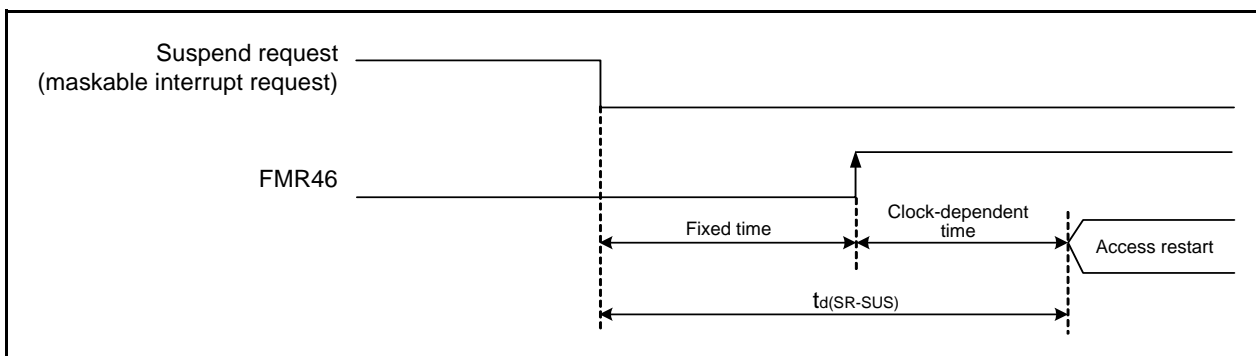 Suspend request
(maskable interrupt request)
FMR46
Fixed time
Clock-dependent
time
Access restart
td(SR-SUS)